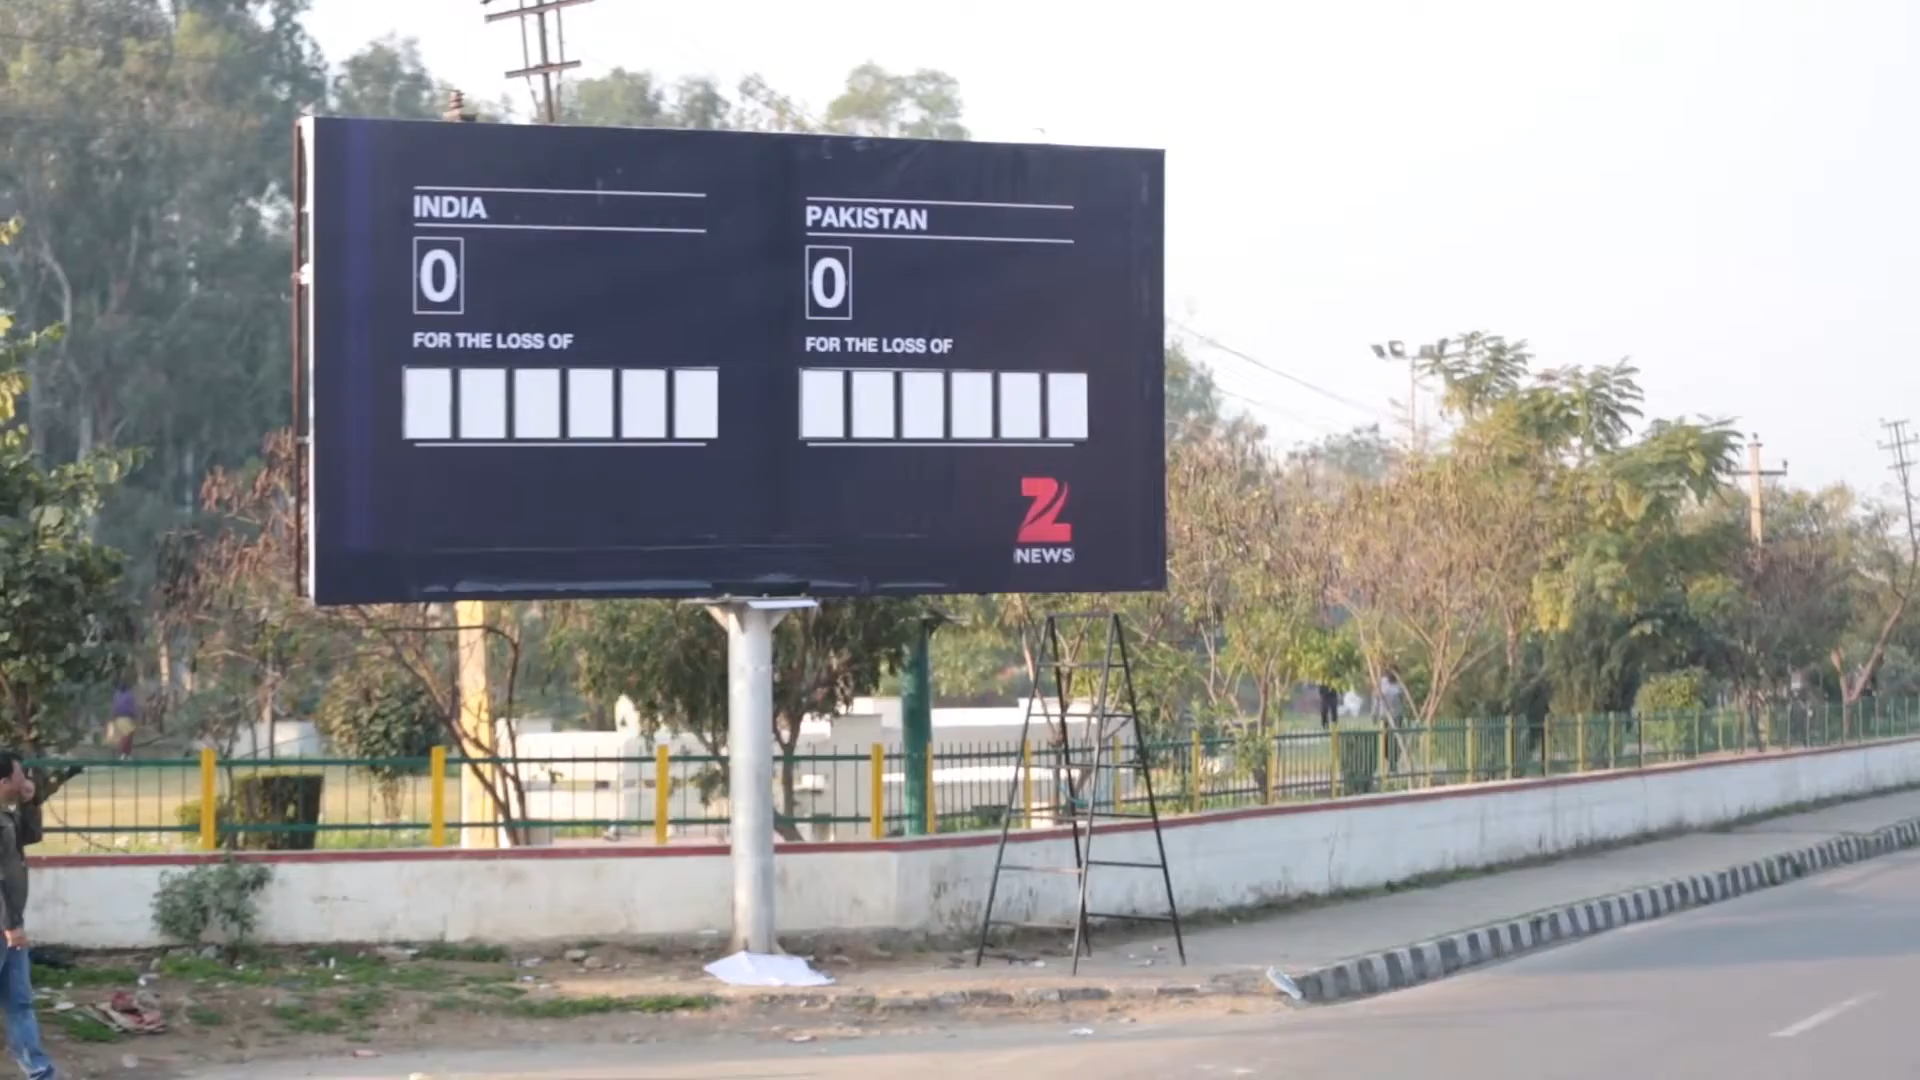 INDIA
0
FOR THE LOSS OF
PAKISTAN
0
FOR THE LOSS OF
Z
NEWS